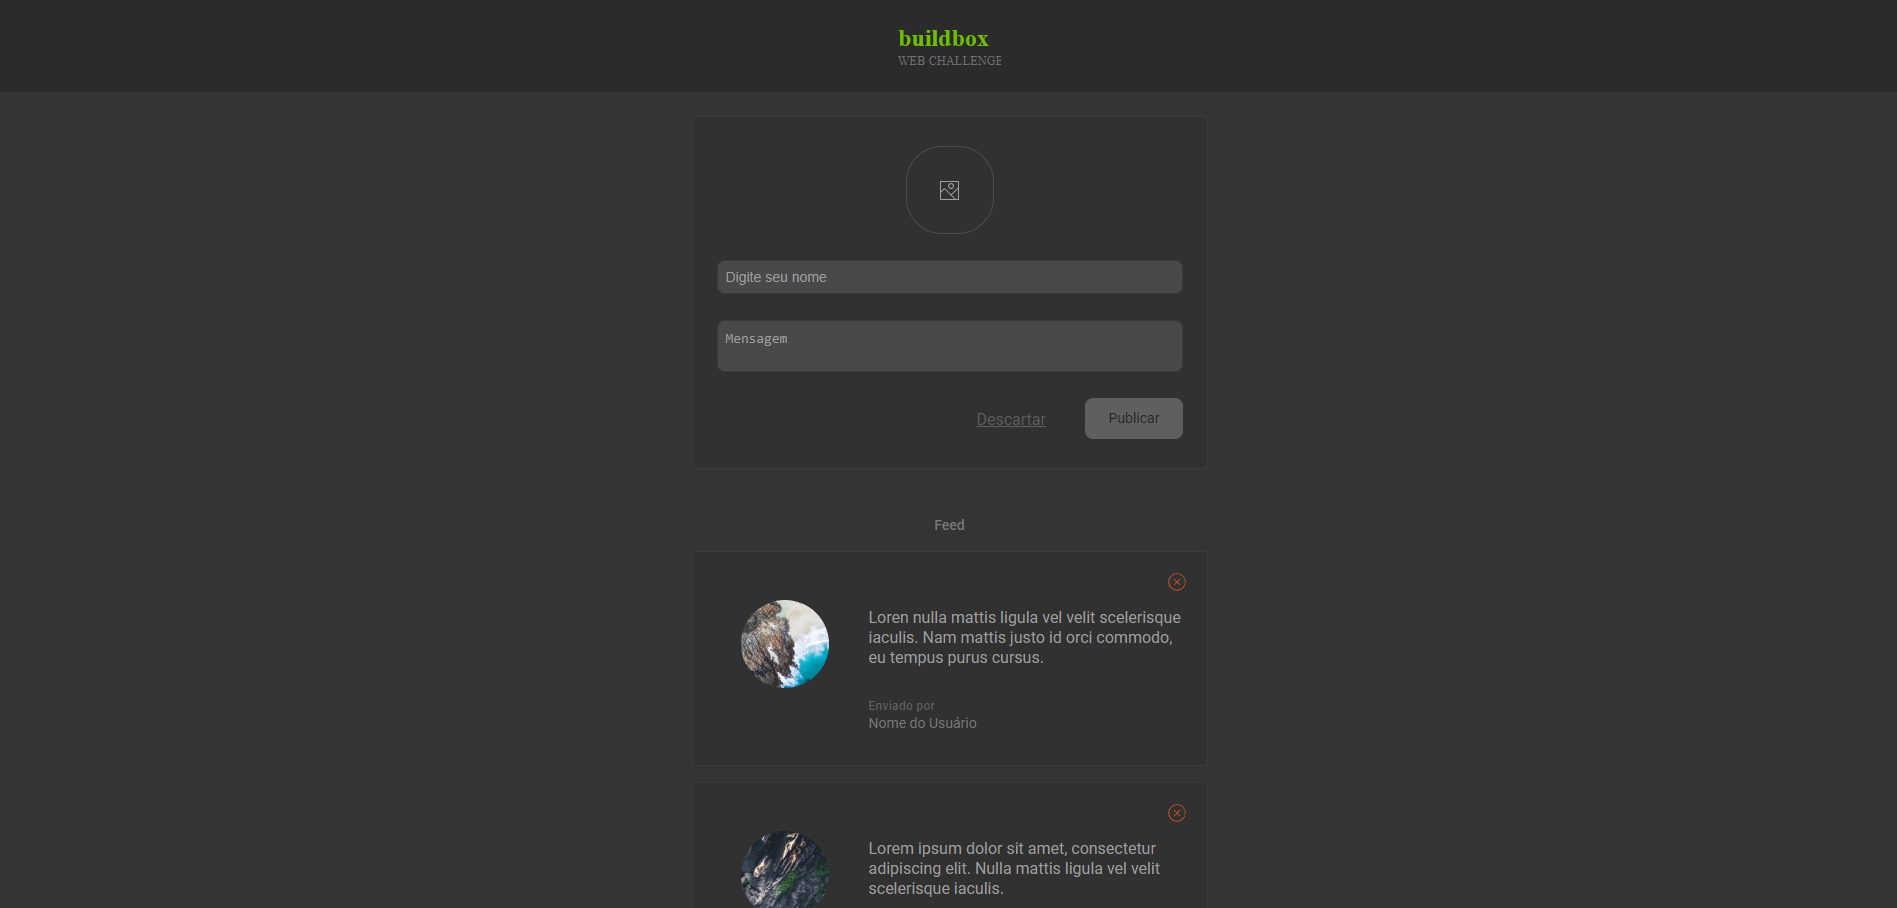 buildbox
WEB CHALLENGE
Digite seu nome
Mensagem
Descartar
Publicar
Feed
Loren nulla mattis ligula vel velit scelerisque
iaculis. Nam mattis justo id orci commodo,
eu tempus purus cursus.
Enviado por
Nome do Usuário
Lorem ipsum dolor sit amet, consectetur
adipiscing elit. Nulla mattis ligula vel velit
scelerisque iaculis.